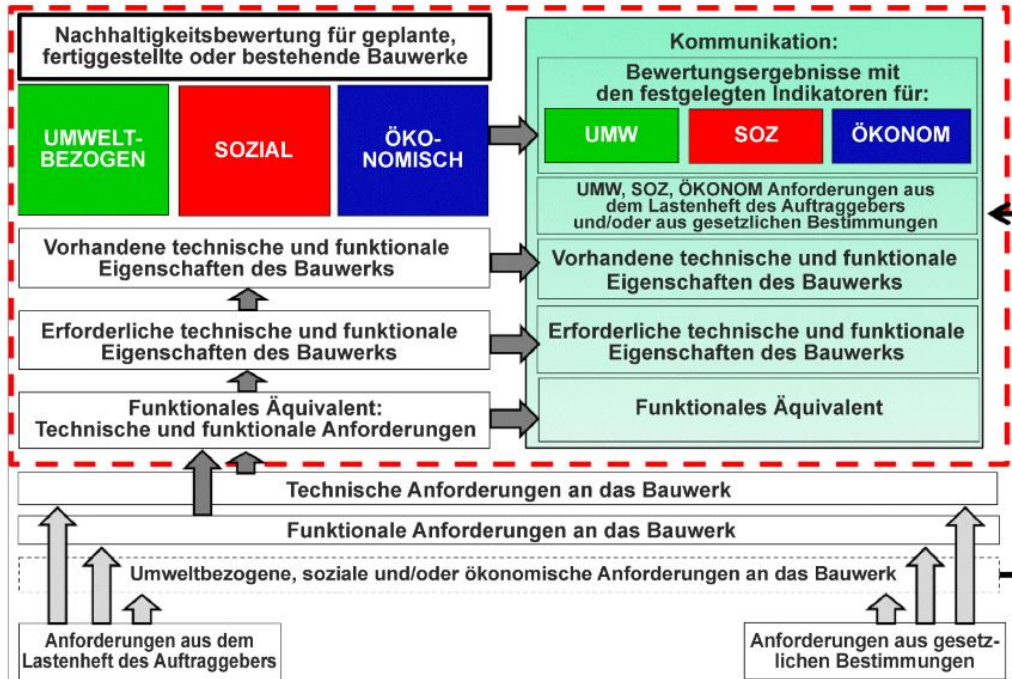 Nachhaltigkeitsbewertung für geplante,
fertiggestellte oder bestehende Bauwerke
UMWELT-
BEZOGEN
SOZIAL
ÖKO-
NOMISCH
Vorhandene technische und funktionale
Eigenschaften des Bauwerks
Erforderliche technische und funktionale
Eigenschaften des Bauwerks
Funktionales Äquivalent:
Technische und funktionale Anforderungen
Kommunikation:
Bewertungsergebnisse mit
den festgelegten Indikatoren für:
UMW
SOZ
ÖKONOM
UMW, SOZ, ÖKONOM Anforderungen aus
dem Lastenheft des Auftraggebers
und/oder aus gesetzlichen Bestimmungen
Vorhandene technische und funktionale
Eigenschaften des Bauwerks
Erforderliche technische und funktionale
Eigenschaften des Bauwerks
Funktionales Äquivalent
Technische Anforderungen an das Bauwerk
Funktionale Anforderungen an das Bauwerk
Umweltbezogene, soziale und/oder ökonomische Anforderungen an das Bauwerk
Anforderungen aus dem
Lastenheft des Auftraggebers
Anforderungen aus gesetz-
lichen Bestimmungen